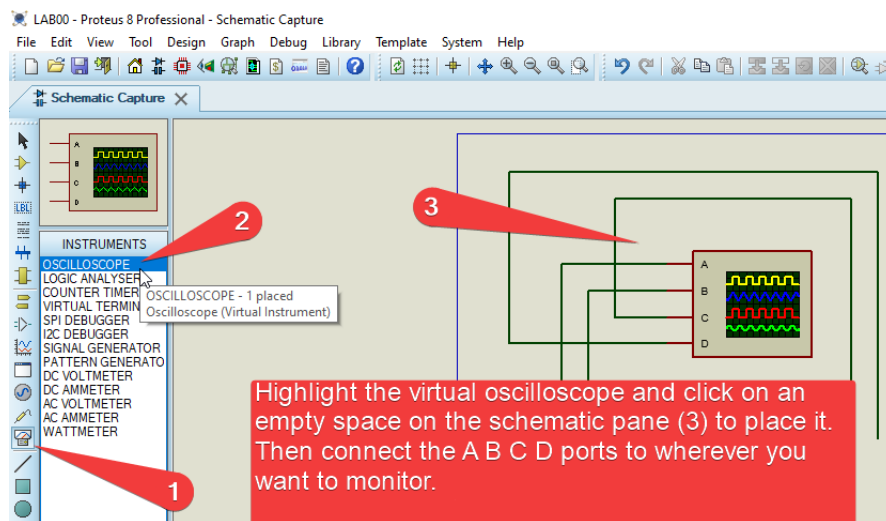 LAB00 - Proteus 8 Professional - Schematic Capture
File Edit View Tool Design Graph Debug Library Template System Help
Schematic Capture
A
B
C
D
LBL
INSTRUMENTS
OSCILLOSCOPE
LOGIC ANALYSER
COUNTER TIMER
VIRTUAL TERMIN
SPI DEBUGGER
I2C DEBUGGER
SIGNAL GENERATOR
PATTERN GENERATO
DC VOLTMETER
DC AMMETER
AC VOLTMETER
AC AMMETER
WATTMETER
OSCILLOSCOPE - 1 placed
Oscilloscope (Virtual Instrument)
1
2
3
A
B
C
D
Highlight the virtual oscilloscope and click on an
empty space on the schematic pane (3) to place it.
Then connect the A B C D ports to wherever you
want to monitor.